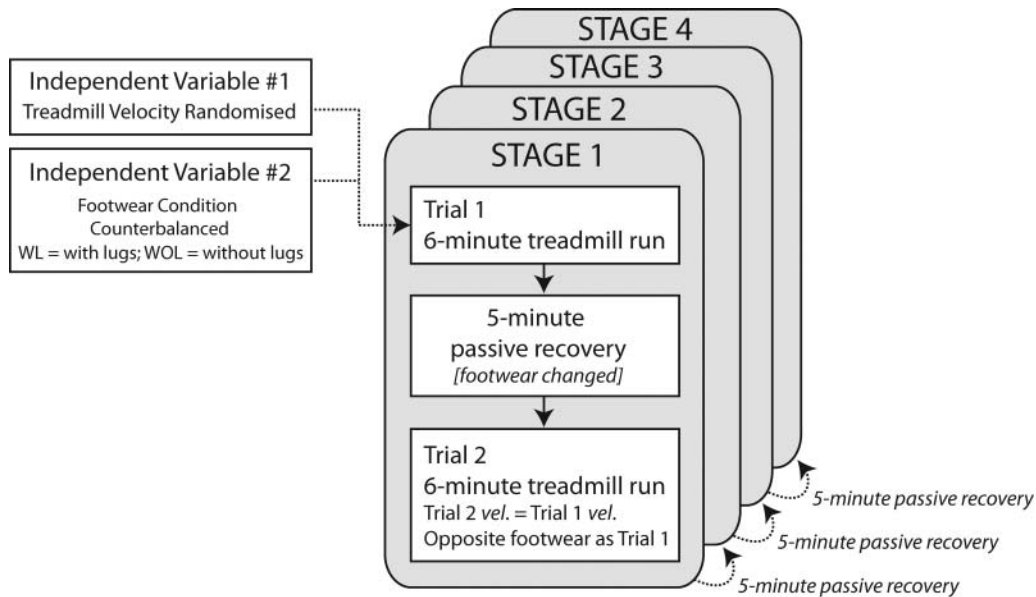 STAGE 4
STAGE 3
STAGE 2
STAGE 1
Independent Variable #1
Treadmill Velocity Randomised
Independent Variable #2
Footwear Condition
Counterbalanced
WL = with lugs; WOL = without lugs
Trial 1
6-minute treadmill run
5-minute
passive recovery
[footwear changed]
Trial 2
6-minute treadmill run
Trial 2 vel. = Trial 1 vel.
Opposite footwear as Trial 1
5-minute passive recovery
5-minute passive recovery
5-minute passive recovery